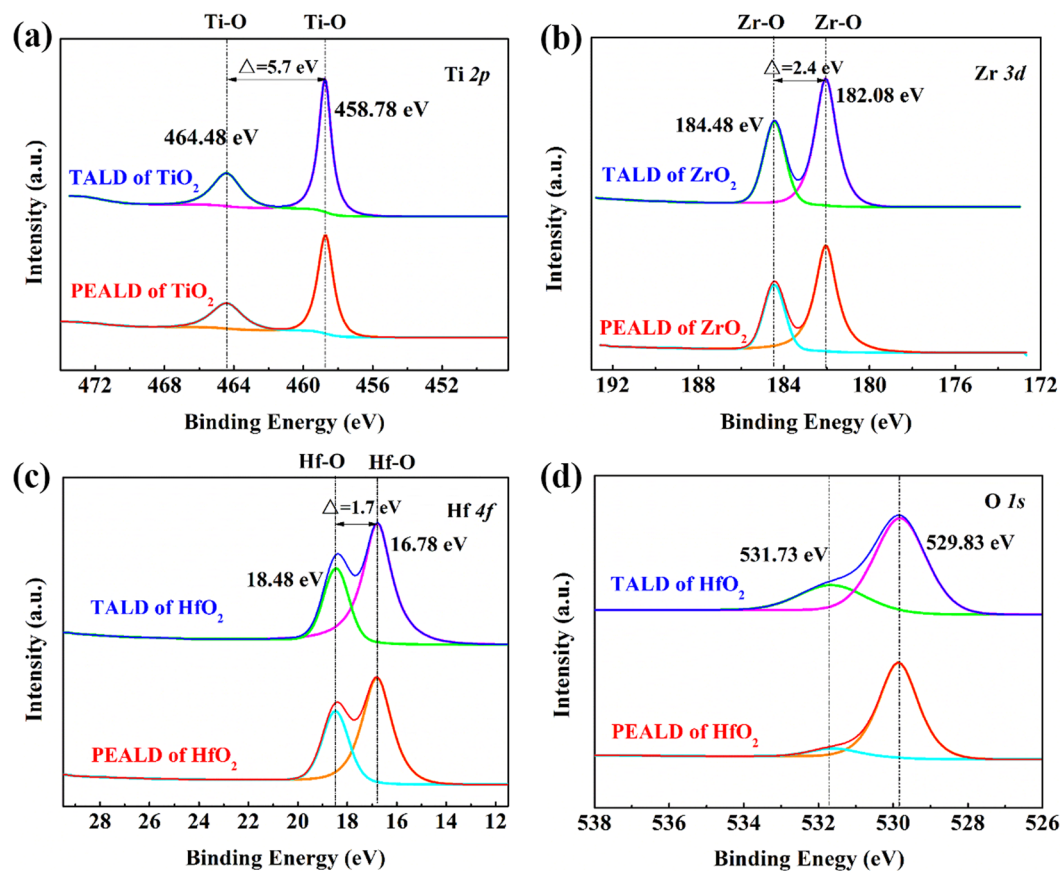 (a)
Ti-O Ti-O
△=5.7 eV
Ti 2p
458.78 eV
464.48 eV
TALD of TiO₂
PEALD of TiO₂
Intensity (a.u.)
472 468 464 460 456 452
Binding Energy (eV)
(b)
Zr-O Zr-O
△=2.4 eV
Zr 3d
182.08 eV
184.48 eV
TALD of ZrO₂
PEALD of ZrO₂
Intensity (a.u.)
192 188 184 180 176 172
Binding Enegy (eV)
(c)
Hf-O Hf-O
△=1.7 eV
Hf 4f
16.78 eV
18.48 eV
TALD of HfO₂
PEALD of HfO₂
Intensity (a.u.)
28 26 24 22 20 18 16 14 12
Binding Energy (eV)
(d)
O 1s
529.83 eV
531.73 eV
TALD of HfO₂
PEALD of HfO₂
Intensity (a.u.)
538 536 534 532 530 528 526
Binding Enegy (eV)